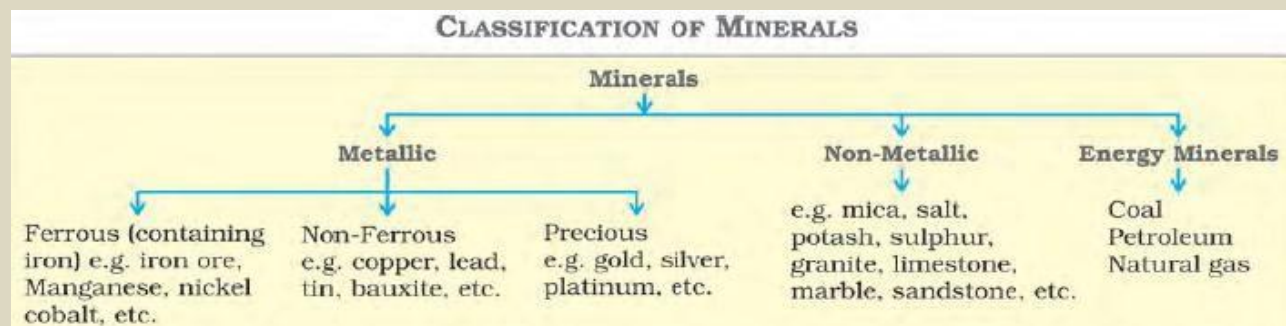 CLASSIFICATION OF MINERALS
Minerals
Metallic
Non-Metallic
Energy Minerals
Ferrous (containing
iron) e.g. iron ore,
Manganese, nickel
cobalt, etc.
Non-Ferrous
e.g. copper, lead,
tin, bauxite, etc.
Precious
e.g. gold, silver,
platinum, etc.
e.g. mica, salt,
potash, sulphur,
granite, limestone,
marble, sandstone, etc.
Coal
Petroleum
Natural gas